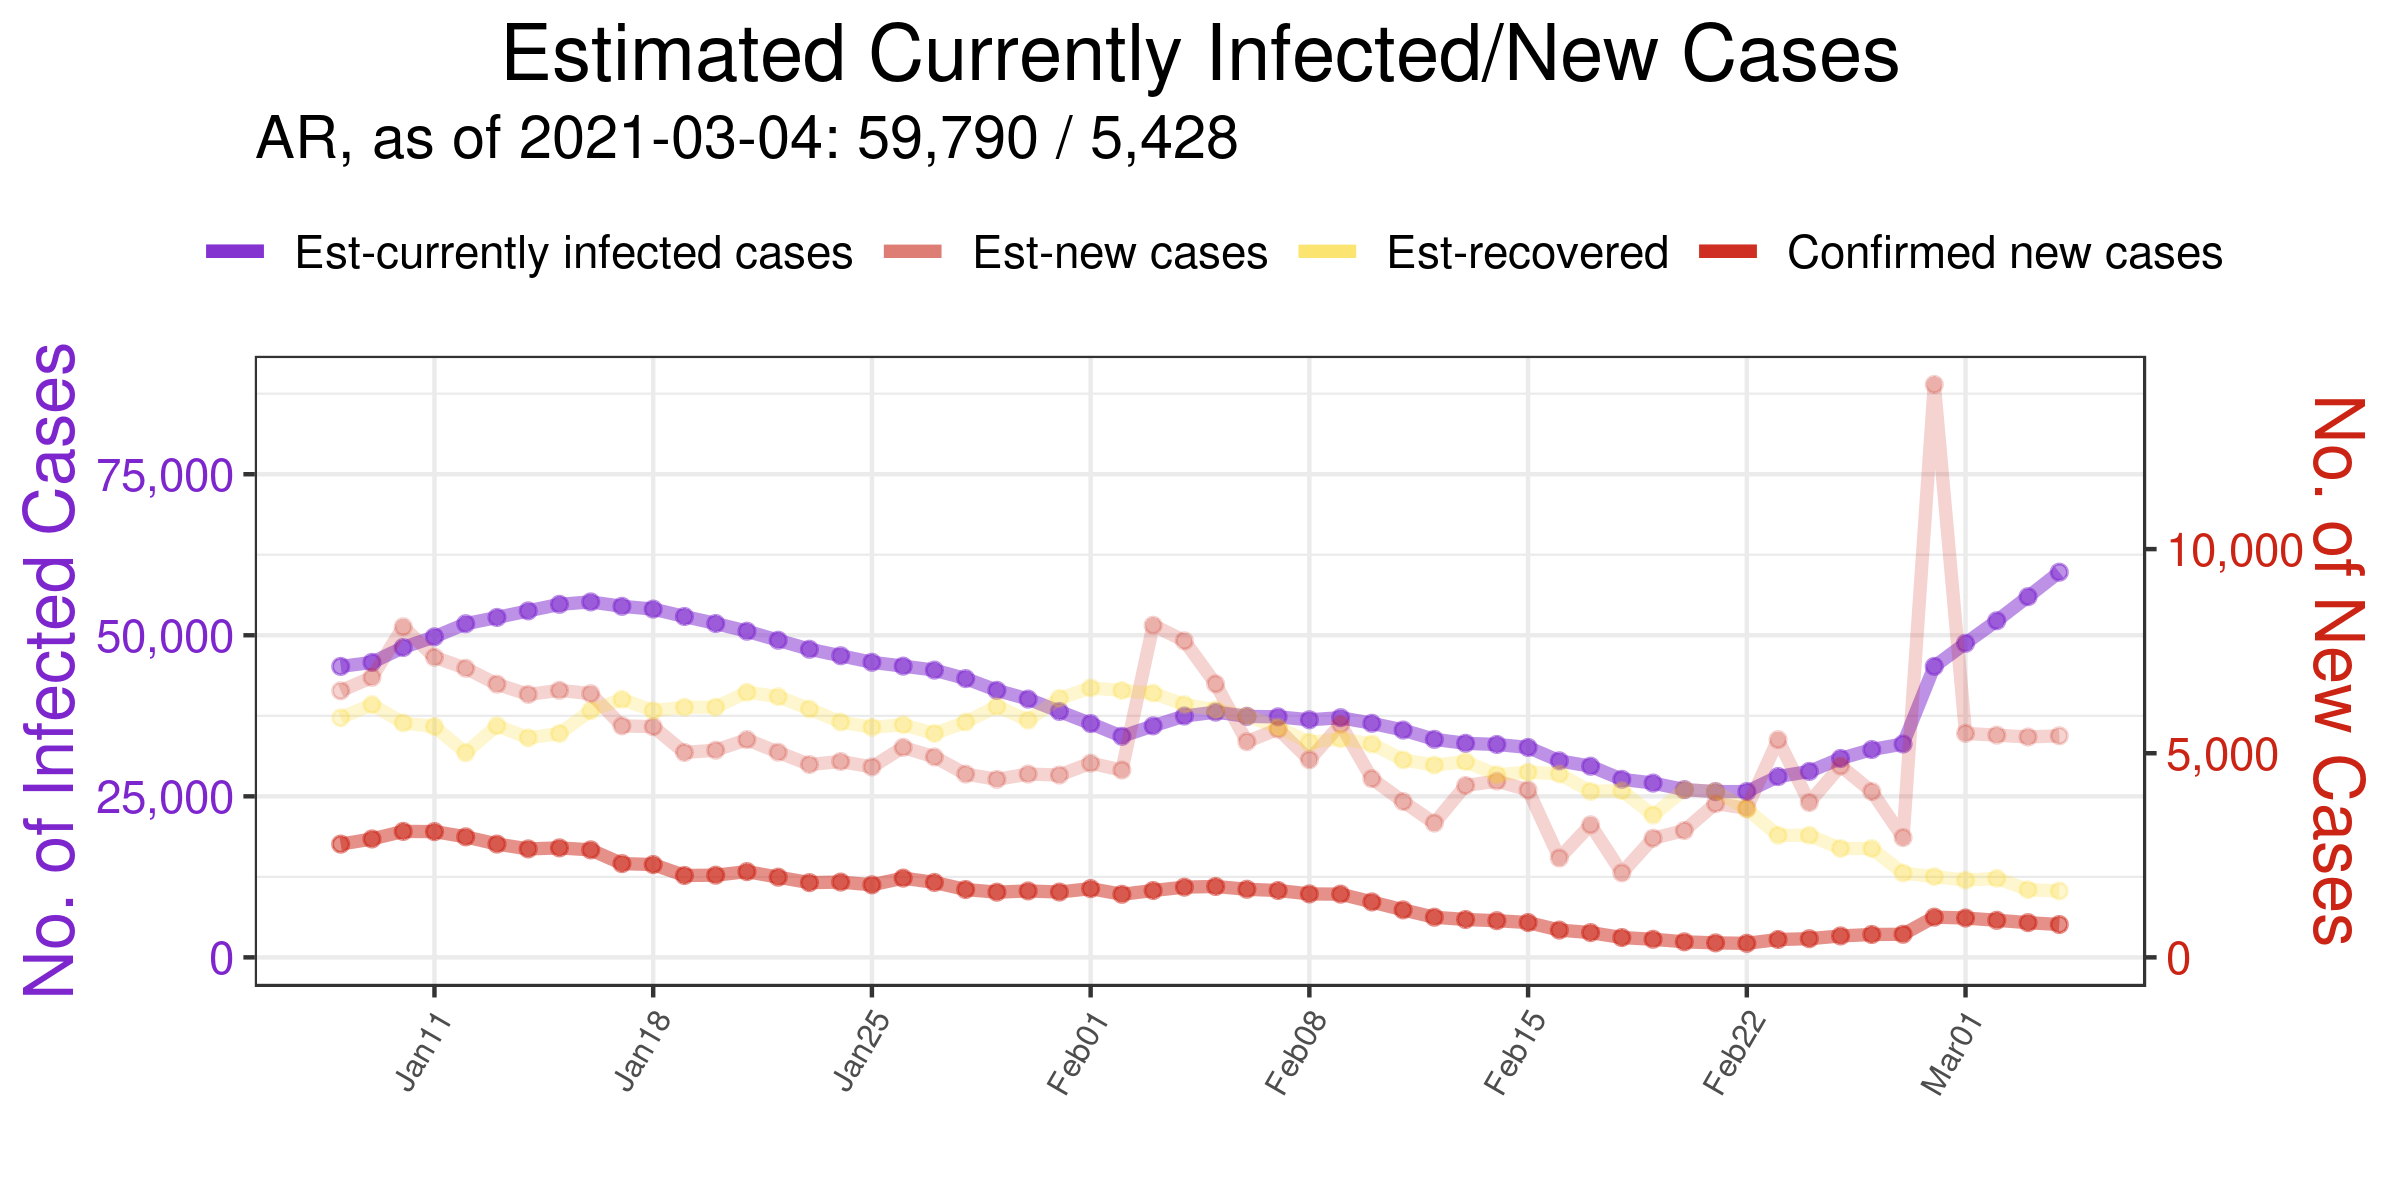 Estimated Currently Infected/New Cases
AR, as of 2021-03-04: 59,790 / 5,428
Est-currently infected cases Est-new cases Est-recovered Confirmed new cases
No. of Infected Cases
75,000
50,000
25,000
0
10,000
5,000
0
No. of New Cases
Jan11 Jan18 Jan25 Feb01 Feb08 Feb15 Feb22 Mar01